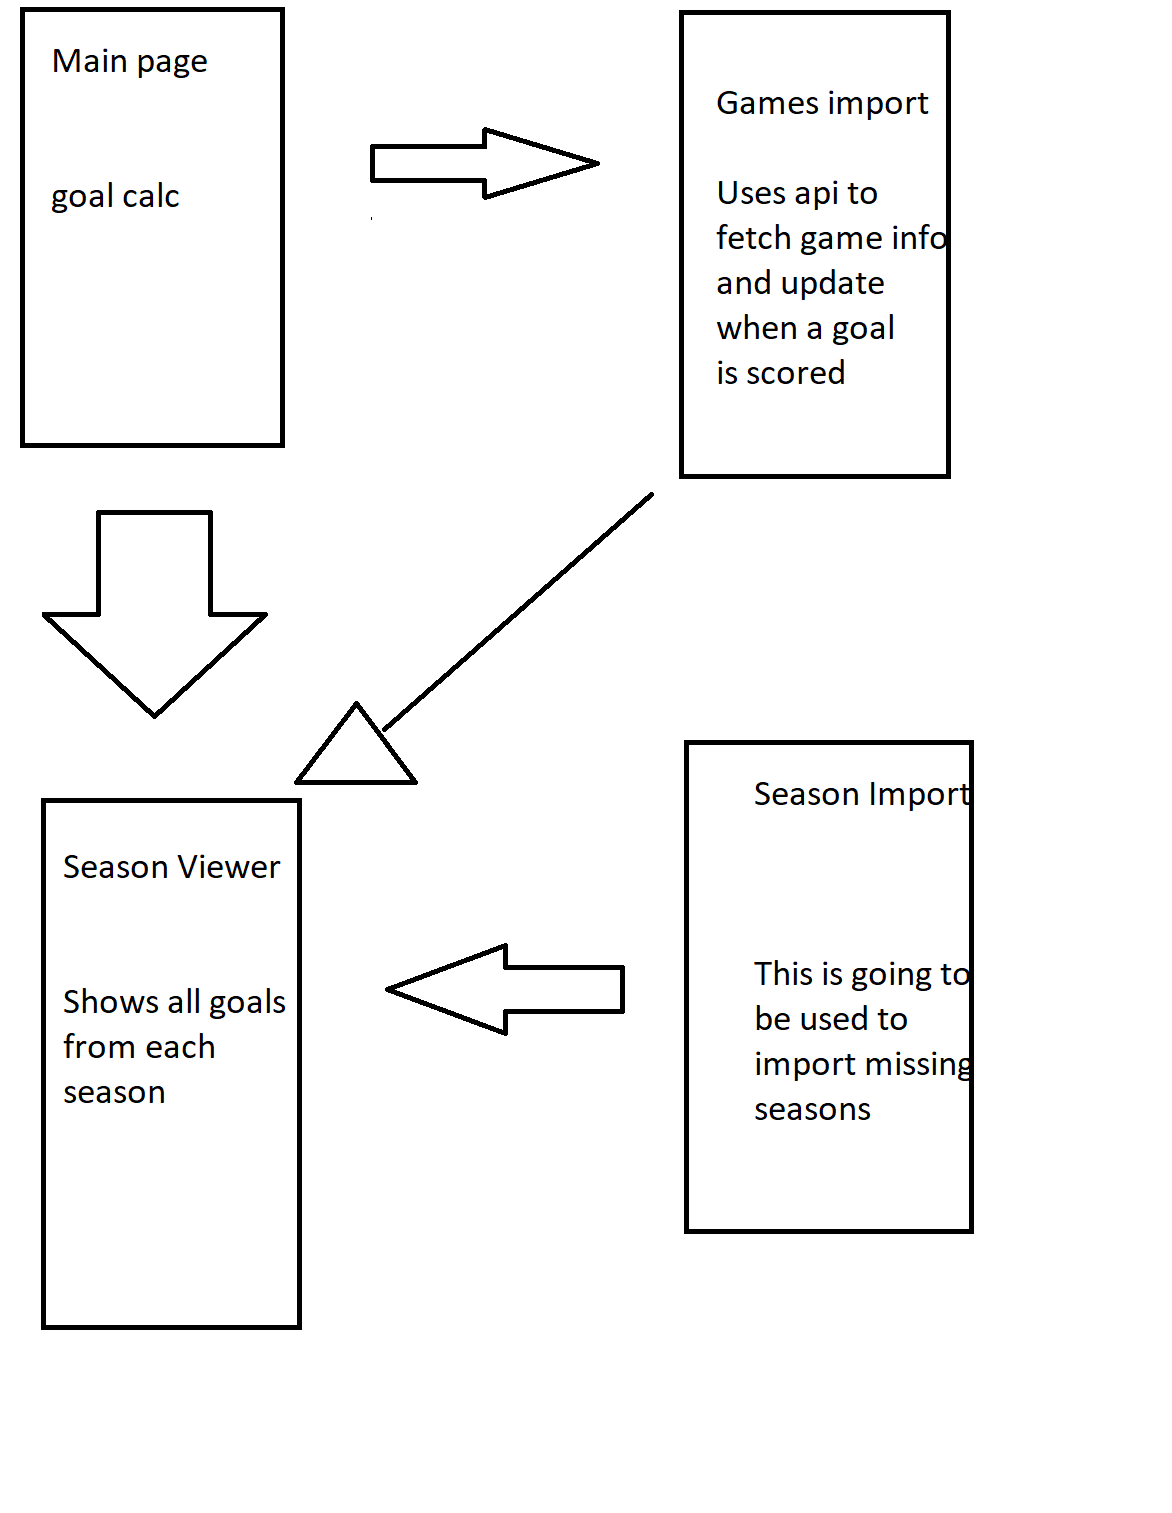 Main page
goal calc
Games import
Uses api to
fetch game info
and update
when a goal
is scored
Season Viewer
Shows all goals
from each
season
Season Import
This is going to
be used to
import missing
seasons